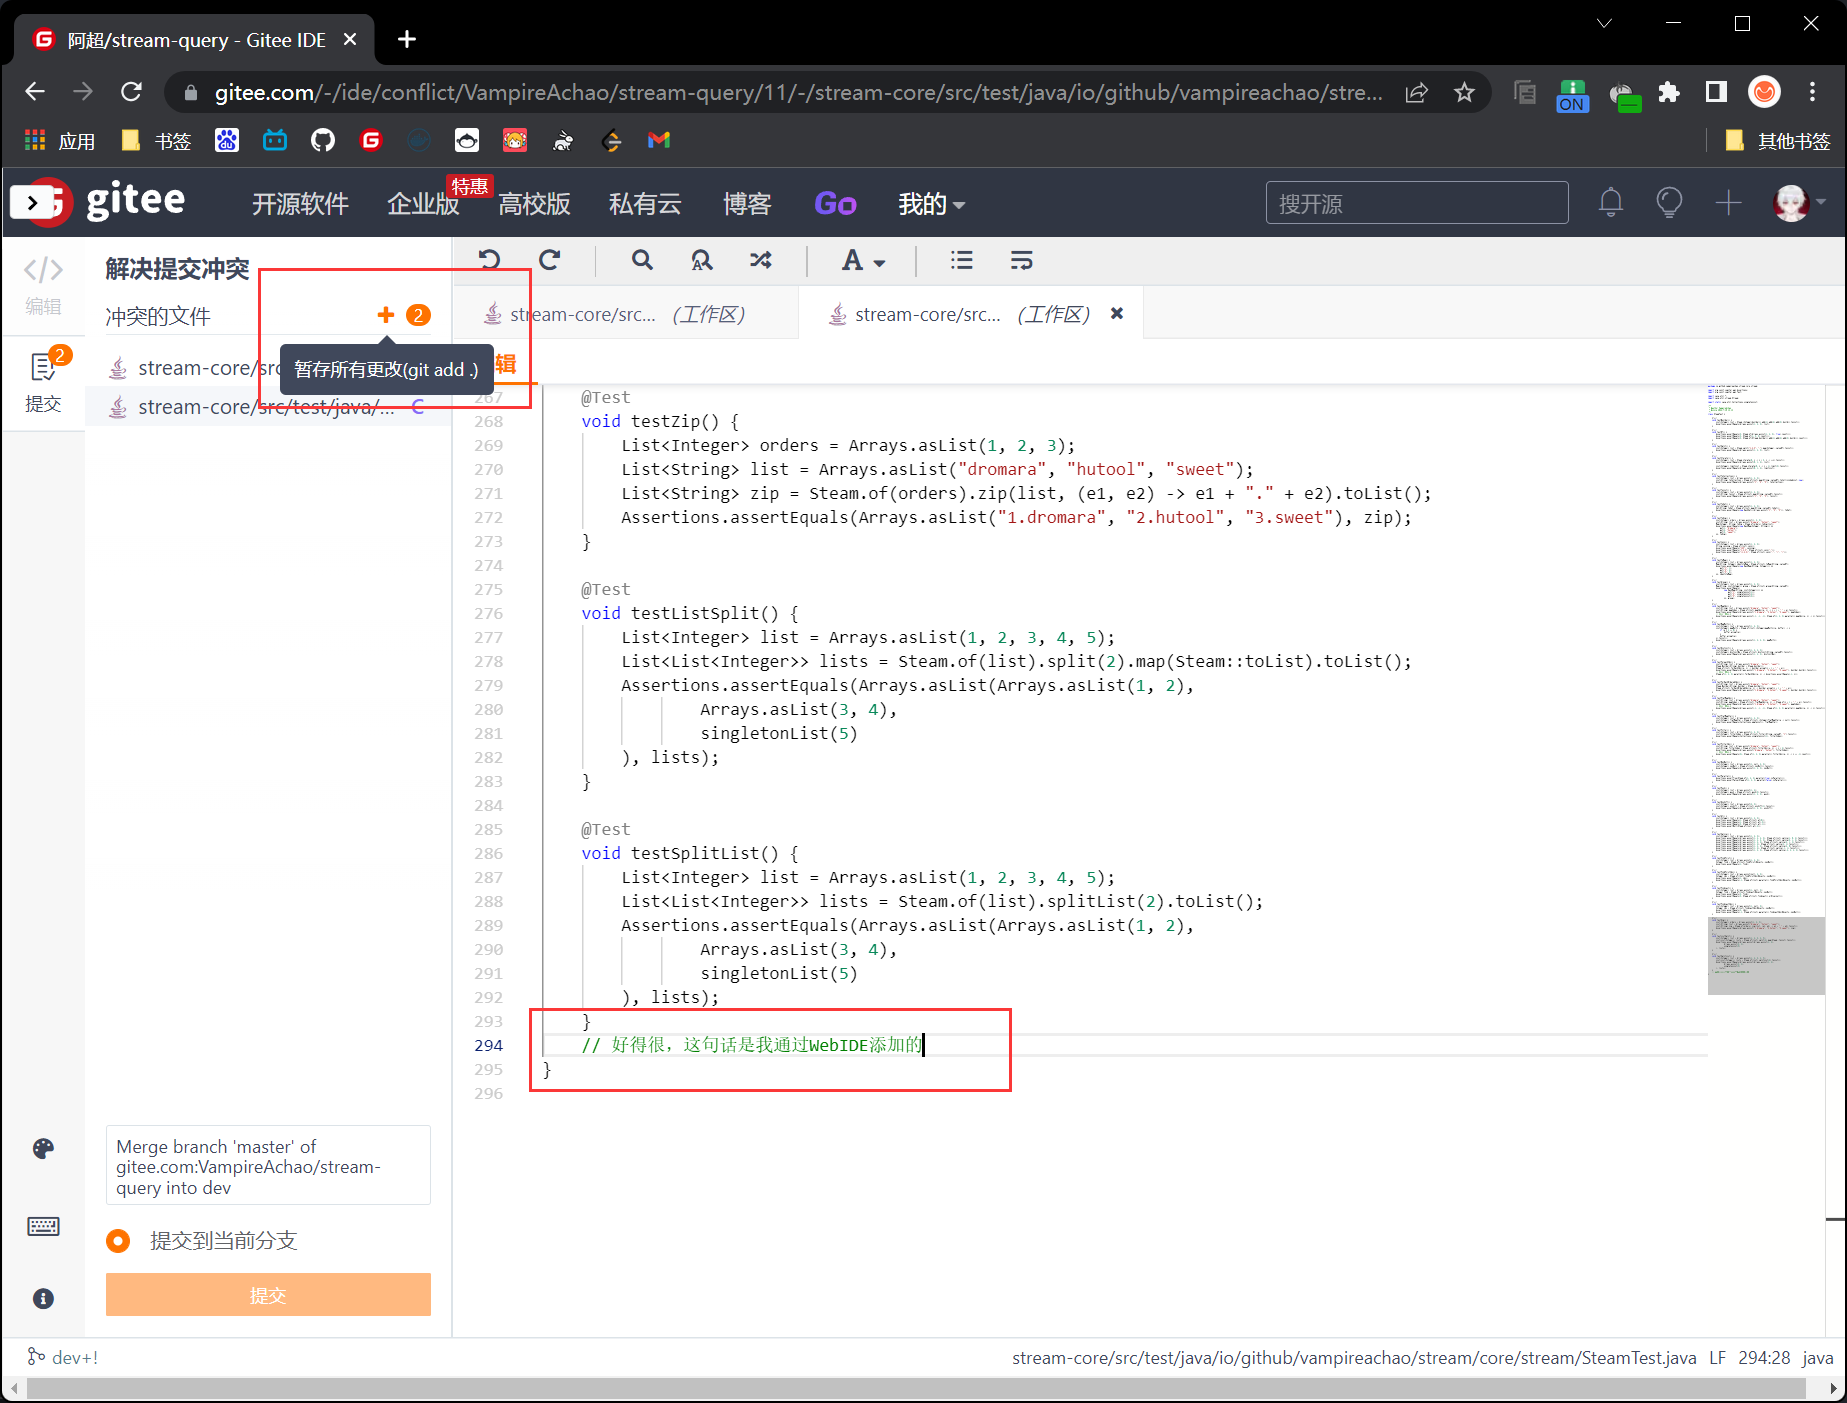 阿超/stream-query - Gitee IDE
gitee.com/-/ide/conflict/VampireAchao/stream-query/11/-/stream-core/src/test/java/io/github/vampireachao/stre...
ON
应用
书签
其他书签
gitee
开源软件
企业版
特惠
高校版
私有云
博客
Go
我的
搜开源
编辑
2
提交
解决提交冲突
冲突的文件
+ 2
stream-core/src
stream-core/src/test/java/... C
暂存所有更改(git add .)
stream-core/src... (工作区)
stream-core/src... (工作区)
辑
267 @Test
268 void testZip() {
269 List<Integer> orders = Arrays.asList(1, 2, 3);
270 List<String> list = Arrays.asList("dromara", "hutool", "sweet");
271 List<String> zip = Steam.of(orders).zip(list, (e1, e2) -> e1 + "." + e2).toList();
272 Assertions.assertEquals(Arrays.asList("1.dromara", "2.hutool", "3.sweet"), zip);
273 }
274
275 @Test
276 void testListSplit() {
277 List<Integer> list = Arrays.asList(1, 2, 3, 4, 5);
278 List<List<Integer>> lists = Steam.of(list).split(2).map(Steam::toList).toList();
279 Assertions.assertEquals(Arrays.asList(Arrays.asList(1, 2),
280 Arrays.asList(3, 4),
281 singletonList(5)
282 ), lists);
283 }
284
285 @Test
286 void testSplitList() {
287 List<Integer> list = Arrays.asList(1, 2, 3, 4, 5);
288 List<List<Integer>> lists = Steam.of(list).splitList(2).toList();
289 Assertions.assertEquals(Arrays.asList(Arrays.asList(1, 2),
290 Arrays.asList(3, 4),
291 singletonList(5)
292 ), lists);
293 }
294 // 好得很，这句话是我通过WebIDE添加的
295 }
296
Merge branch 'master' of
gitee.com:VampireAchao/stream-
query into dev
提交到当前分支
提交
dev+!
stream-core/src/test/java/io/github/vampireachao/stream/core/stream/SteamTest.java LF 294:28 java